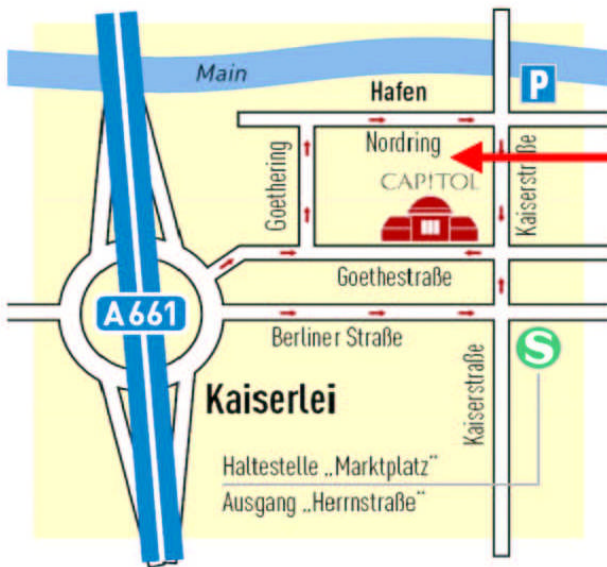 Main
P
Hafen
Nordring
Goethering
CAPITOL
Kaiserstraße
Goethestraße
A 661
Berliner Straße
S
Kaiserlei
Kaiserstraße
Haltestelle „Marktplatz“
Ausgang „Herrnstraße“